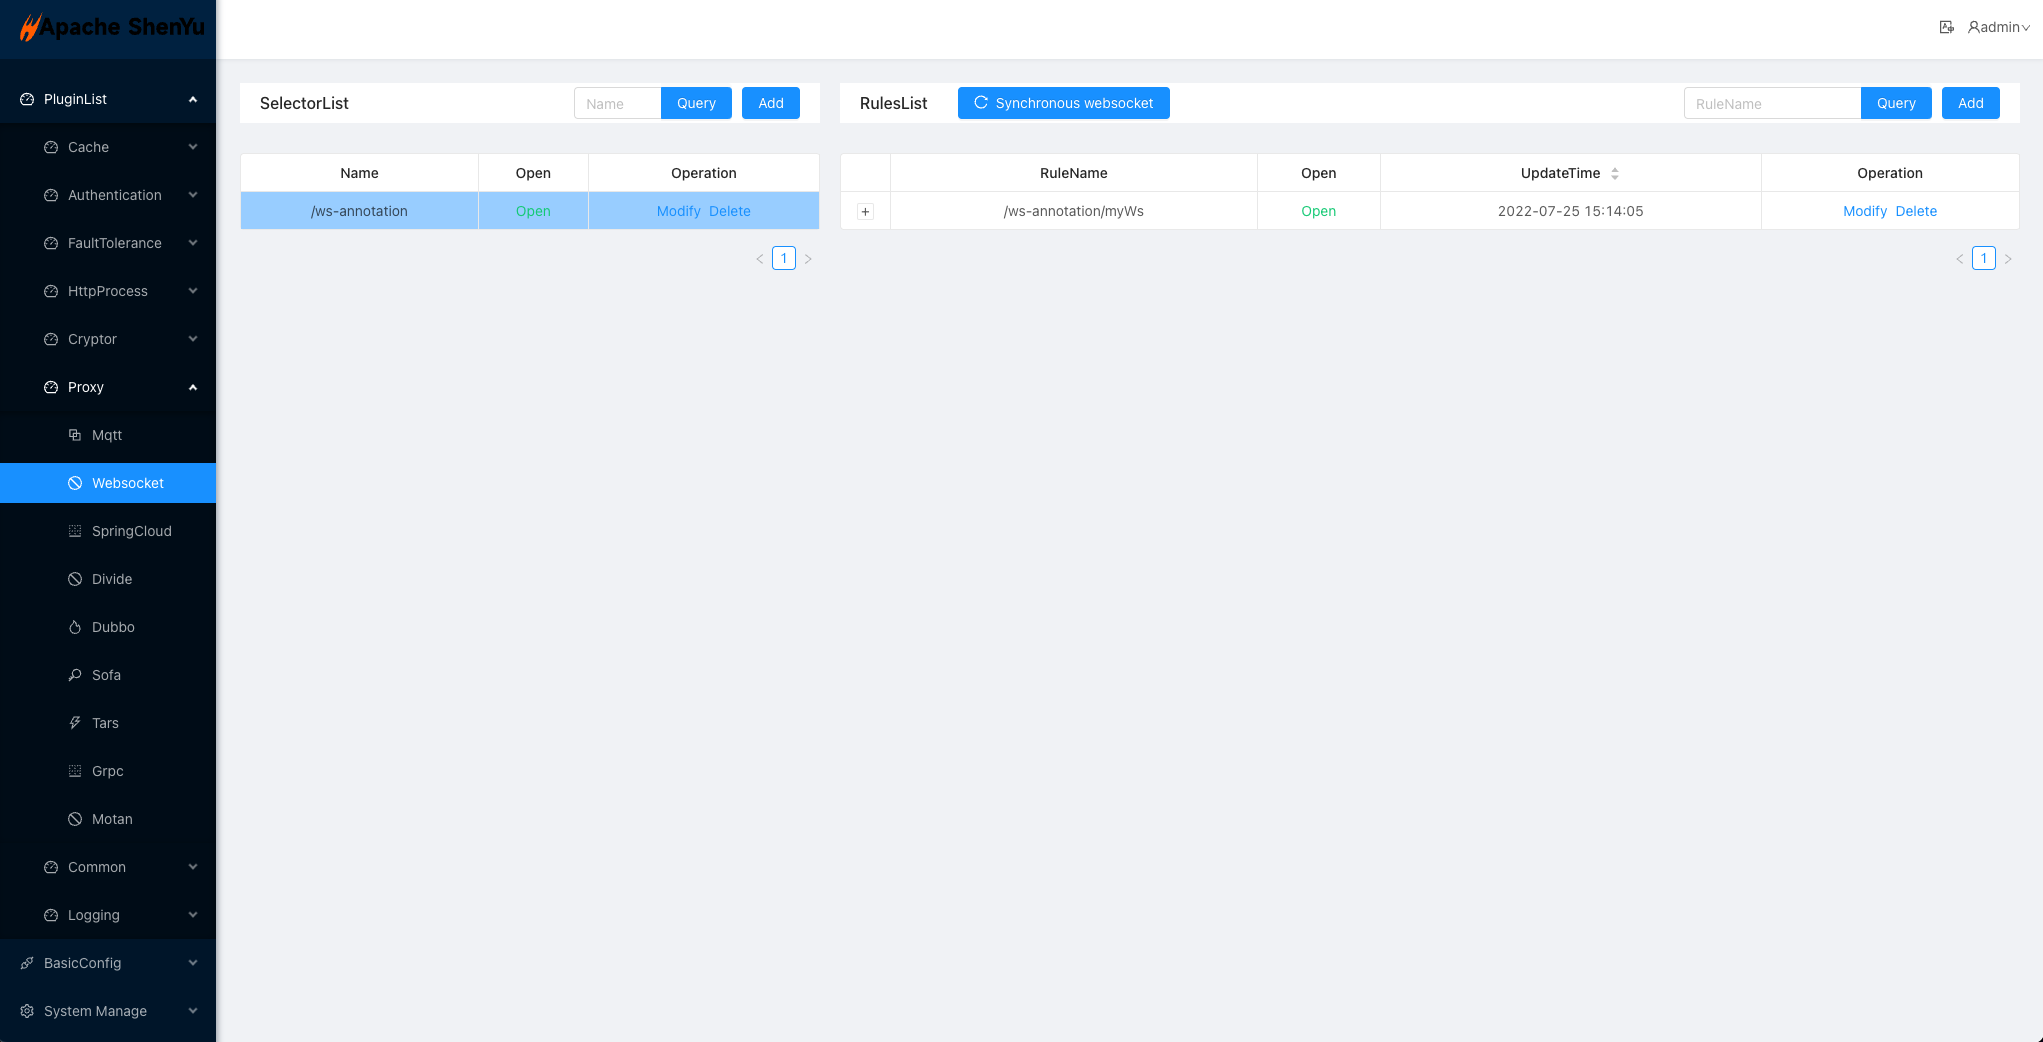 Apache ShenYu
admin
PluginList
Cache
Authentication
FaultTolerance
HttpProcess
Cryptor
Proxy
Mqtt
Websocket
SpringCloud
Divide
Dubbo
Sofa
Tars
Grpc
Motan
Common
Logging
BasicConfig
System Manage
SelectorList Name Query Add
Name Open Operation
/ws-annotation Open Modify Delete
1
RulesList Synchronous websocket RuleName Query Add
RuleName Open UpdateTime Operation
/ws-annotation/myWs Open 2022-07-25 15:14:05 Modify Delete
1